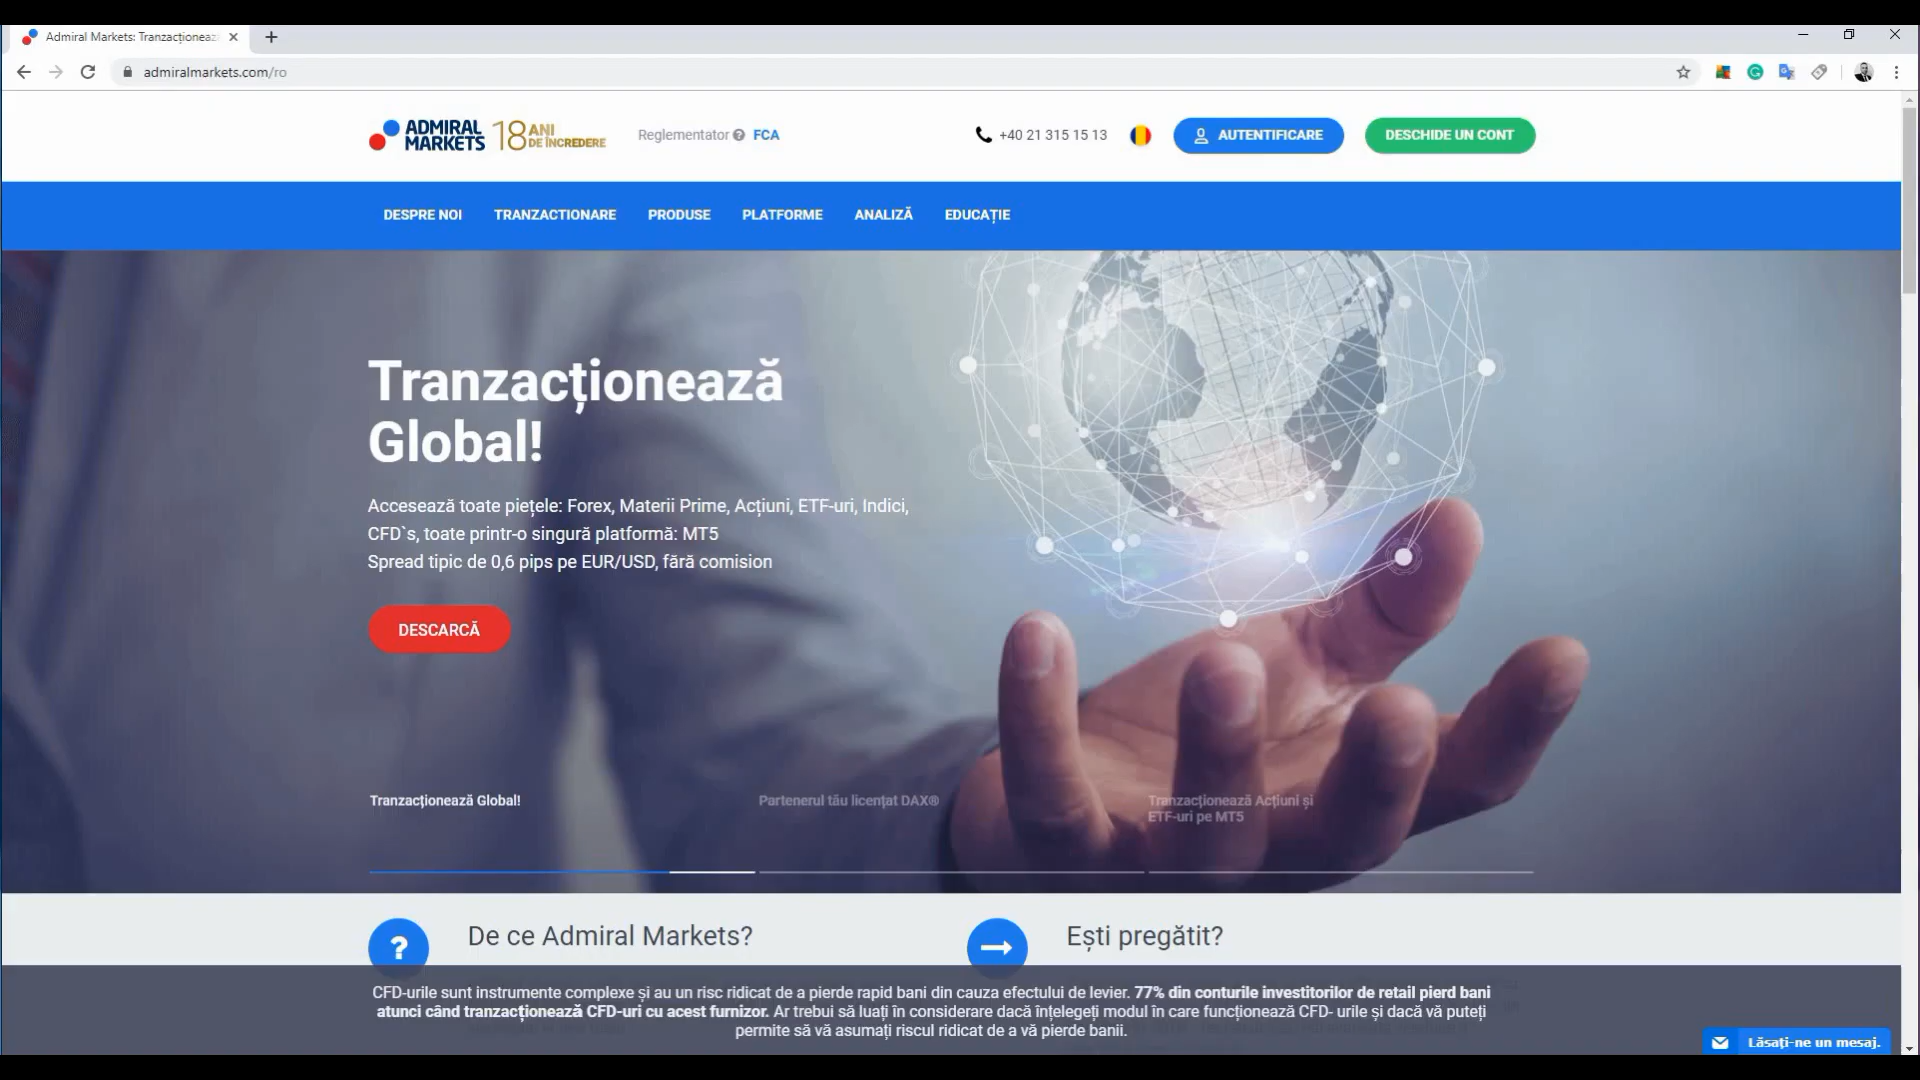 Admiral Markets: Tranzacționeaz
admiralmarkets.com/ro
ADMIRAL
MARKETS
18 ANI
DE ÎNCREDERE
Reglementator FCA
+40 21 315 15 13
AUTENTIFICARE
DESCHIDE UN CONT
DESPRE NOI TRANZACTIONARE PRODUSE PLATFORME ANALIZĂ EDUCAȚIE
Tranzacționează
Global!
Accesează toate piețele: Forex, Materii Prime, Acțiuni, ETF-uri, Indici,
CFD`s, toate printr-o singură platformă: MT5
Spread tipic de 0,6 pips pe EUR/USD, fără comision
DESCARCĂ
Tranzacționează Global!
Partenerul tău licențat DAX®
Tranzacționează Acțiuni și
ETF-uri pe MT5
De ce Admiral Markets?
Ești pregătit?
CFD-urile sunt instrumente complexe și au un risc ridicat de a pierde rapid bani din cauza efectului de levier. 77% din conturile investitorilor de retail pierd bani
atunci când tranzacționează CFD-uri cu acest furnizor. Ar trebui să luați în considerare dacă înțelegeți modul în care funcționează CFD- urile și dacă vă puteți
permite să vă asumați riscul ridicat de a vă pierde banii.
Lăsați-ne un mesaj.